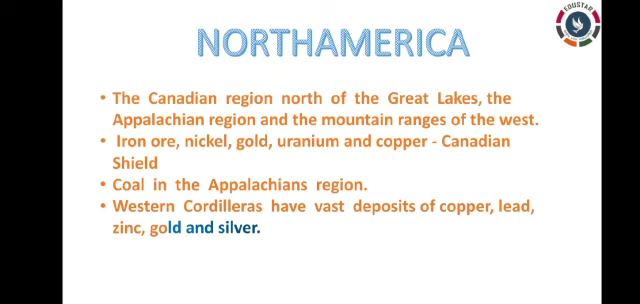 EDUSTAR
NORTHAMERICA
• The Canadian region north of the Great Lakes, the
Appalachian region and the mountain ranges of the west.
• Iron ore, nickel, gold, uranium and copper - Canadian
Shield
• Coal in the Appalachians region.
• Western Cordilleras have vast deposits of copper, lead,
zinc, gold and silver.